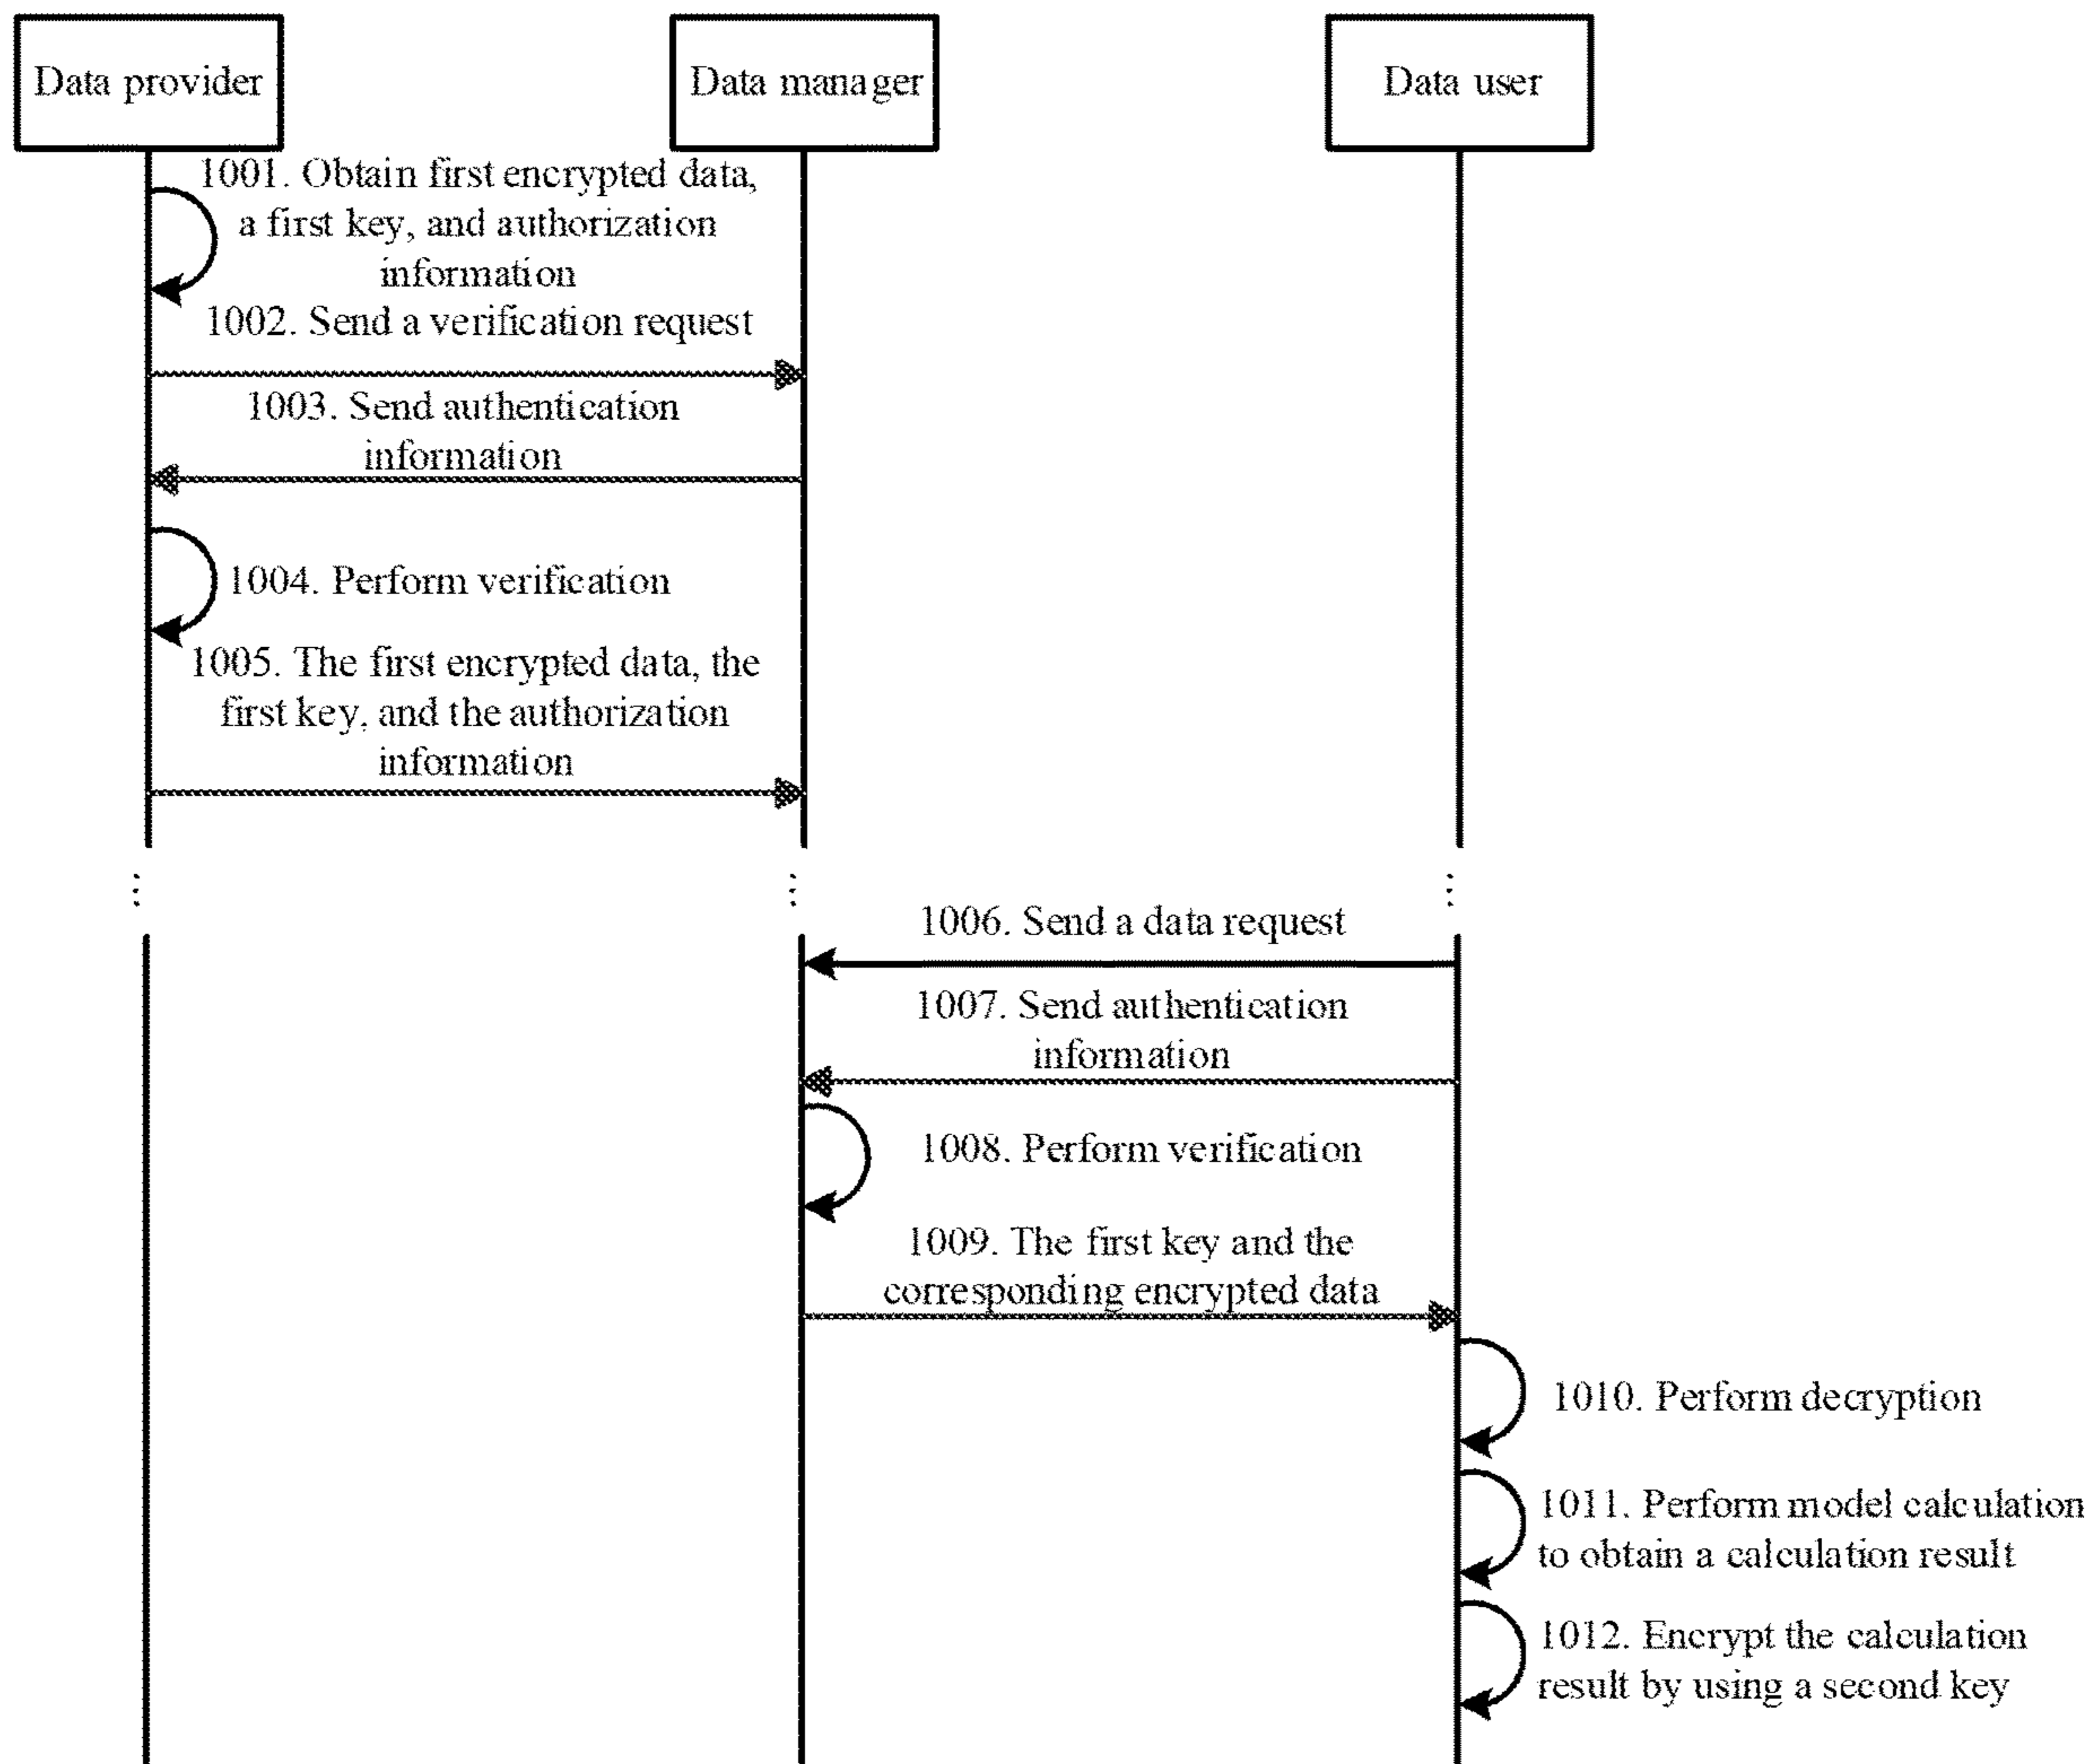 Data provider
Data manager
Data user
1001. Obtain first encrypted data,
a first key, and authorization
information
1002. Send a verification request
1003. Send authentication
information
1004. Perform verification
1005. The first encrypted data, the
first key, and the authorization
information
1006. Send a data request
1007. Send authentication
information
1008. Perform verification
1009. The first key and the
corresponding encrypted data
1010. Perform decryption
1011. Perform model calculation
to obtain a calculation result
1012. Encrypt the calculation
result by using a second key